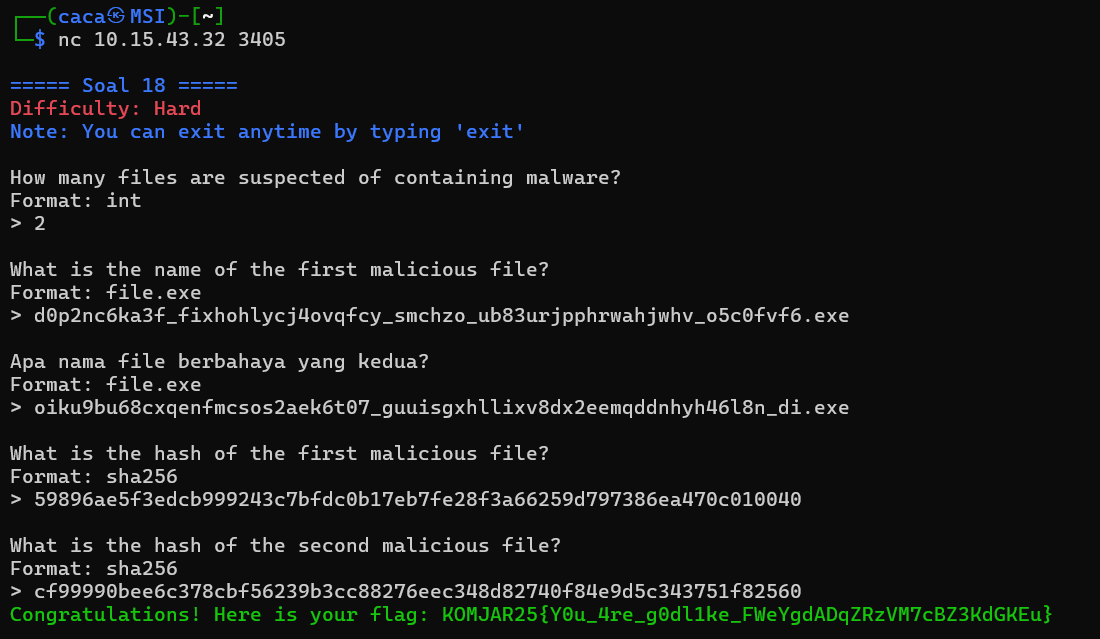 ┌──(caca㉿MSI)-[~]
└─$ nc 10.15.43.32 3405
===== Soal 18 =====
Difficulty: Hard
Note: You can exit anytime by typing 'exit'
How many files are suspected of containing malware?
Format: int
> 2
What is the name of the first malicious file?
Format: file.exe
> d0p2nc6ka3f_fixhohlycj4ovqfcy_smchzo_ub83urjpphrwahjwhv_o5c0fvf6.exe
Apa nama file berbahaya yang kedua?
Format: file.exe
> oiku9bu68cxqenfmcsos2aek6t07_guuisgxhllixv8dx2eemqddnhyh46l8n_di.exe
What is the hash of the first malicious file?
Format: sha256
> 59896ae5f3edcb999243c7bfdc0b17eb7fe28f3a66259d797386ea470c010040
What is the hash of the second malicious file?
Format: sha256
> cf99990bee6c378cbf56239b3cc88276eec348d82740f84e9d5c343751f82560
Congratulations! Here is your flag: KOMJAR25{Y0u_4re_g0dl1ke_FWeYgdADqZRzVM7cBZ3KdGKEu}